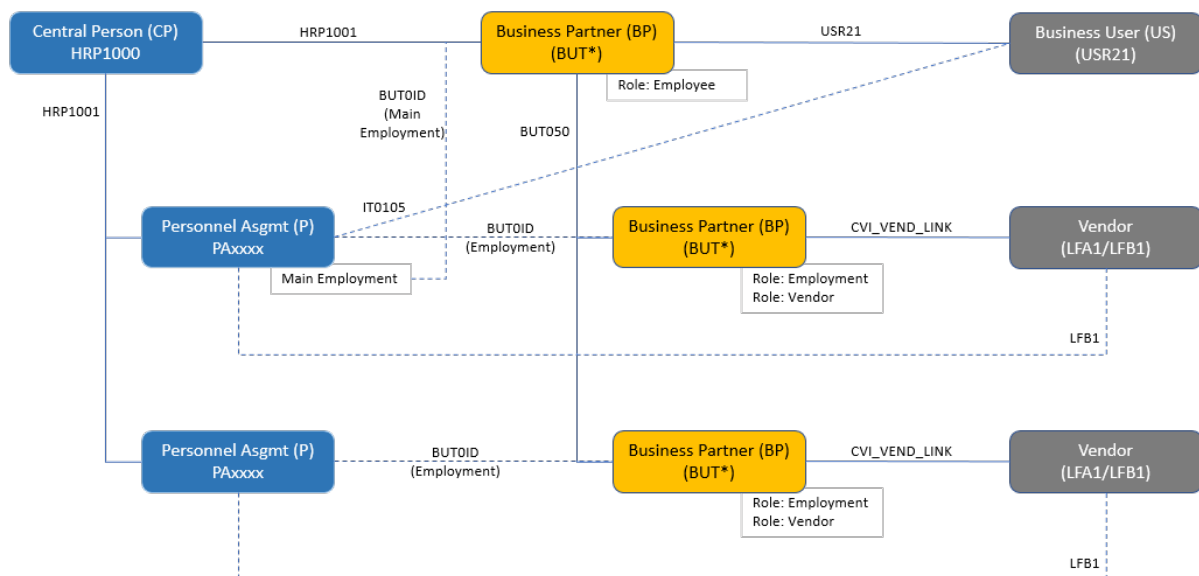 Central Person (CP)
HRP1000
HRP1001
Business Partner (BP)
(BUT*)
USR21
Business User (US)
(USR21)
Role: Employee
HRP1001
BUT0ID
(Main
Employment)
BUT050
IT0105
Personnel Asgmt (P)
PAxxxx
Main Employment
BUT0ID
(Employment)
Business Partner (BP)
(BUT*)
CVI_VEND_LINK
Vendor
(LFA1/LFB1)
Role: Employment
Role: Vendor
LFB1
Personnel Asgmt (P)
PAxxxx
BUT0ID
(Employment)
Business Partner (BP)
(BUT*)
CVI_VEND_LINK
Vendor
(LFA1/LFB1)
Role: Employment
Role: Vendor
LFB1